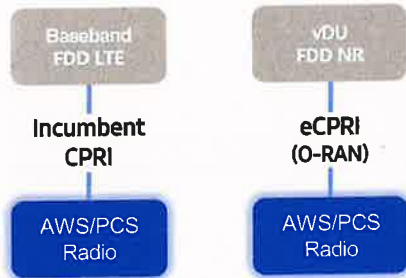 Baseband
FDD LTE
Incumbent
CPRI
AWS/PCS
Radio
vDU
FDD NR
eCPRI
(O-RAN)
AWS/PCS
Radio